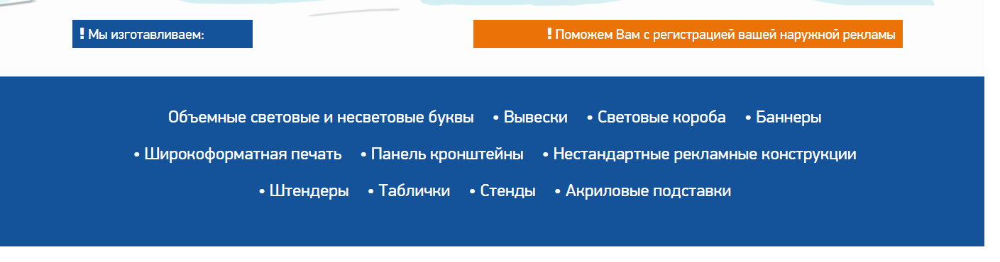 ! Мы изготавливаем:
! Поможем Вам с регистрацией вашей наружной рекламы
Объемные световые и несветовые буквы • Вывески • Световые короба • Баннеры
• Широкоформатная печать • Панель кронштейны • Нестандартные рекламные конструкции
• Штендеры • Таблички • Стенды • Акриловые подставки